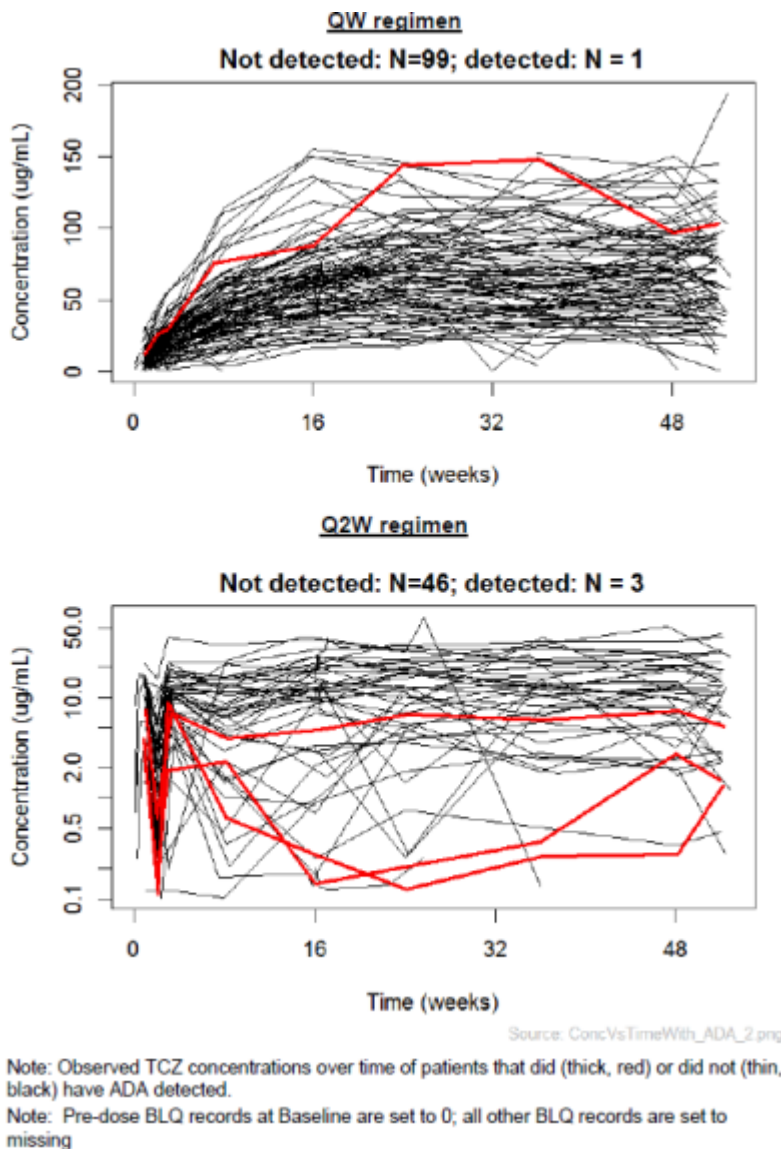 QW regimen
Not detected: N=99; detected: N = 1
200
150
100
50
0
Concentration (ug/mL)
0 16 32 48
Time (weeks)
Q2W regimen
Not detected: N=46; detected: N = 3
50.0
10.0
2.0
0.5
0.1
Concentration (ug/mL)
0 16 32 48
Time (weeks)
Source: ConcVsTimeWith_ADA_2.png
Note: Observed TCZ concentrations over time of patients that did (thick, red) or did not (thin,
black) have ADA detected.
Note: Pre-dose BLQ records at Baseline are set to 0; all other BLQ records are set to
missing